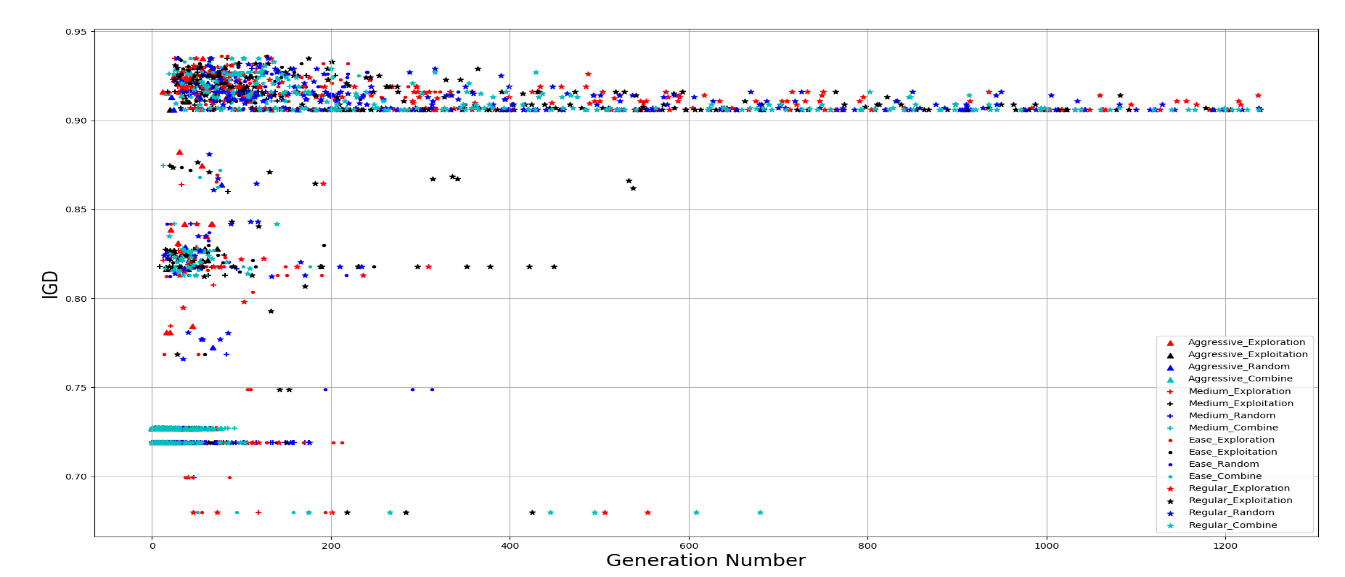 0.95
0.90
0.85
0.80
0.75
0.70
IGD
0 200 400 600 800 1000 1200
Generation Number
Aggressive_Exploration
Aggressive_Exploitation
Aggressive_Random
Aggressive_Combine
Medium_Exploration
Medium_Exploitation
Medium_Random
Medium_Combine
Ease_Exploration
Ease_Exploitation
Ease_Random
Ease_Combine
Regular_Exploration
Regular_Exploitation
Regular_Random
Regular_Combine